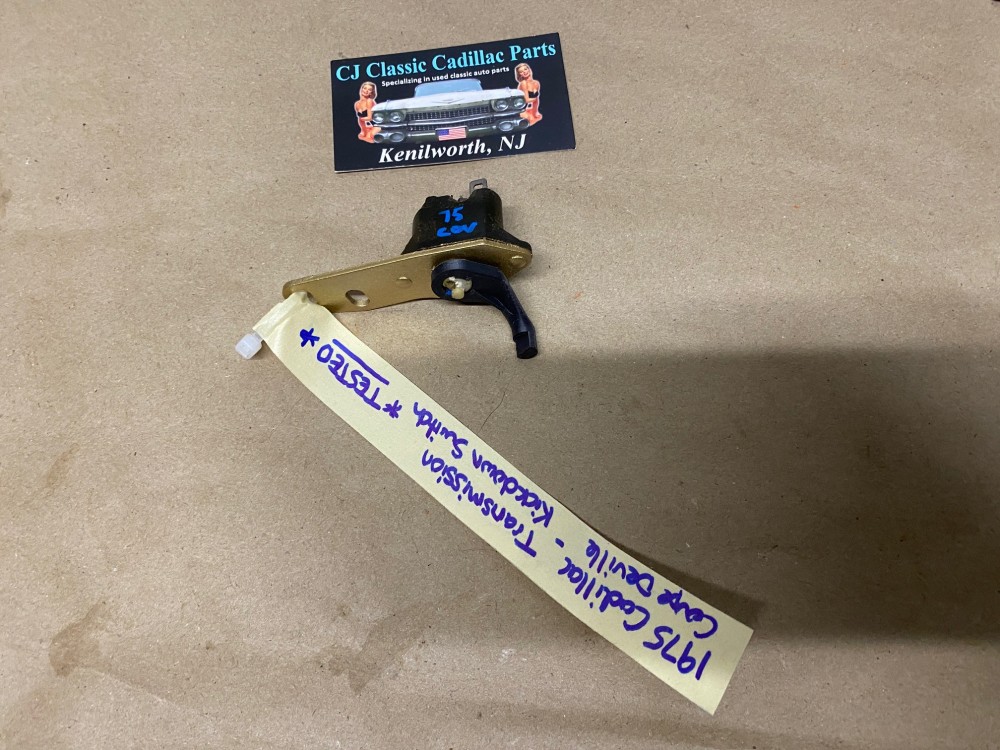 CJ Classic Cadillac Parts
Specializing in used classic auto parts
Kenilworth, NJ
75
CDV
1975 Cadillac Transmission
Coupe Deville - Kickdown Switch * TESTED *